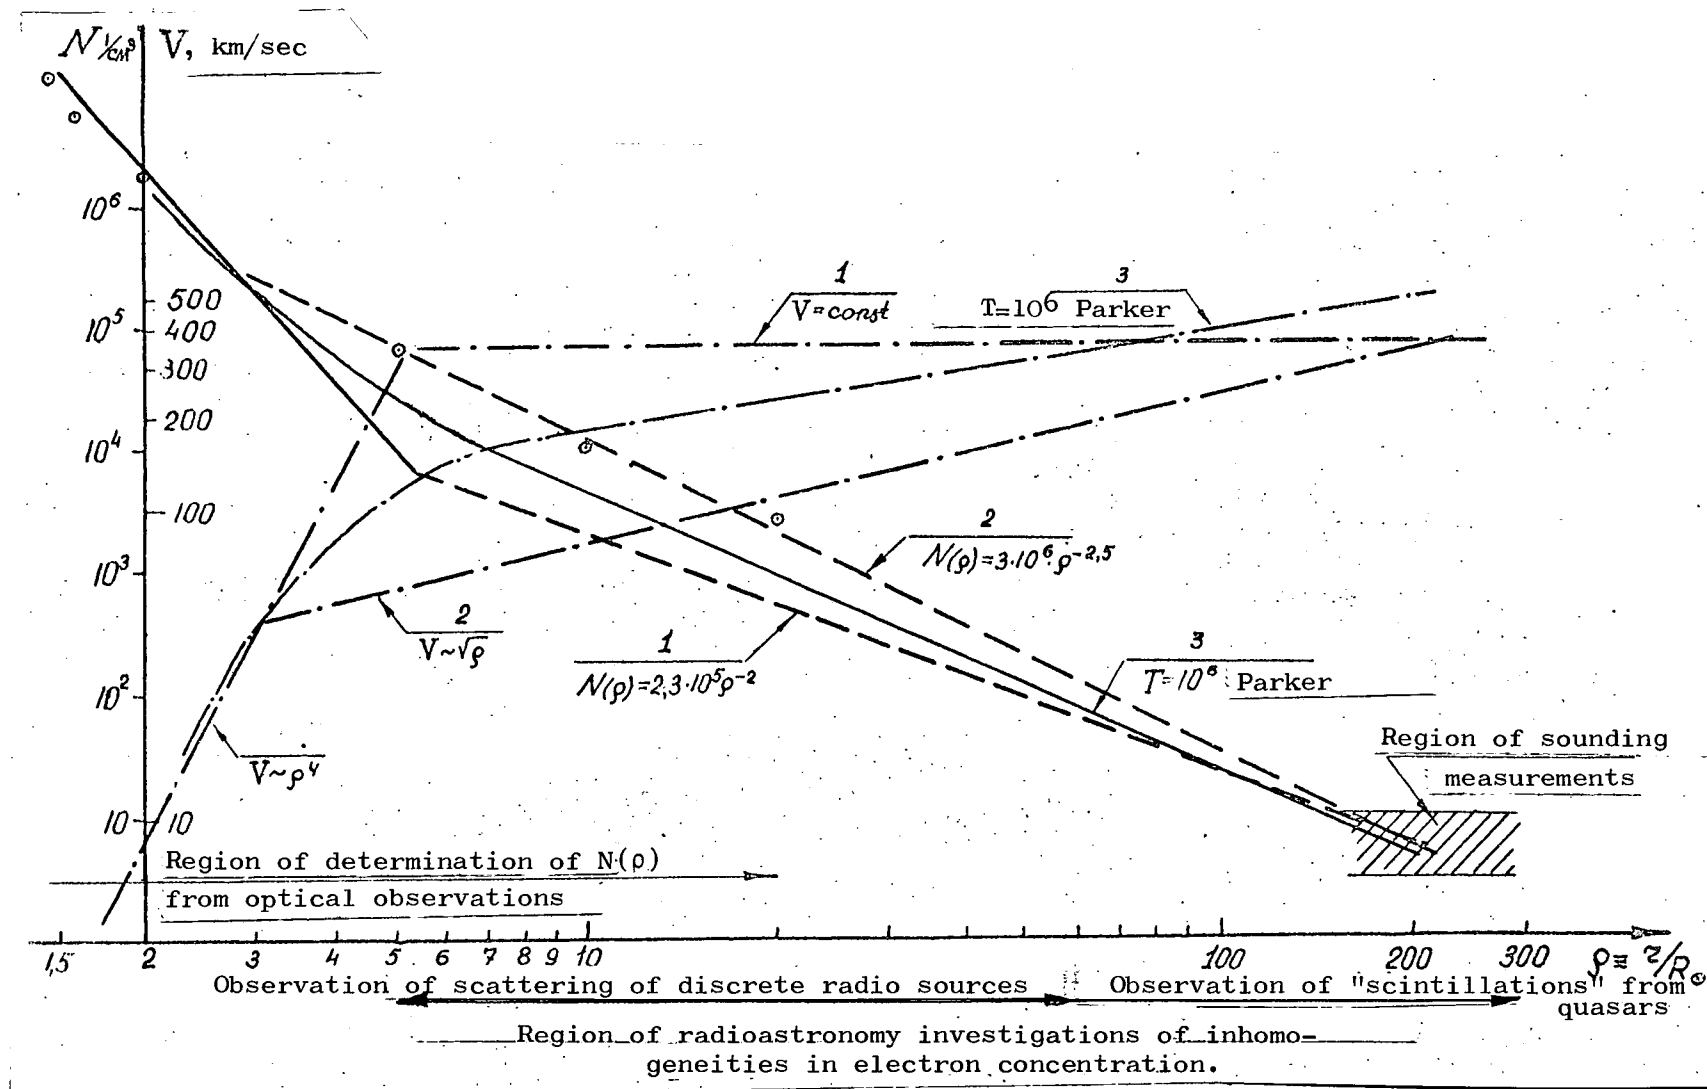 N 1/см³ V, km/sec
10⁶
500
10⁵
400
300
200
10⁴
100
10³
10²
10
10
1
V=const
3
T=10⁶ Parker
2
N(ρ)=3·10⁶·ρ⁻²,⁵
2
V~√ρ
1
N(ρ)=2,3·10⁵ρ⁻²
3
T=10⁶ Parker
V~ρ⁴
Region of sounding
measurements
Region of determination of N(ρ)
from optical observations
1,5 2 3 4 5 6 7 8 9 10 100 200 300 ρ≡r/R⊙
Observation of scattering of discrete radio sources
Observation of "scintillations" from
quasars
Region of radioastronomy investigations of inhomo-
geneities in electron concentration.